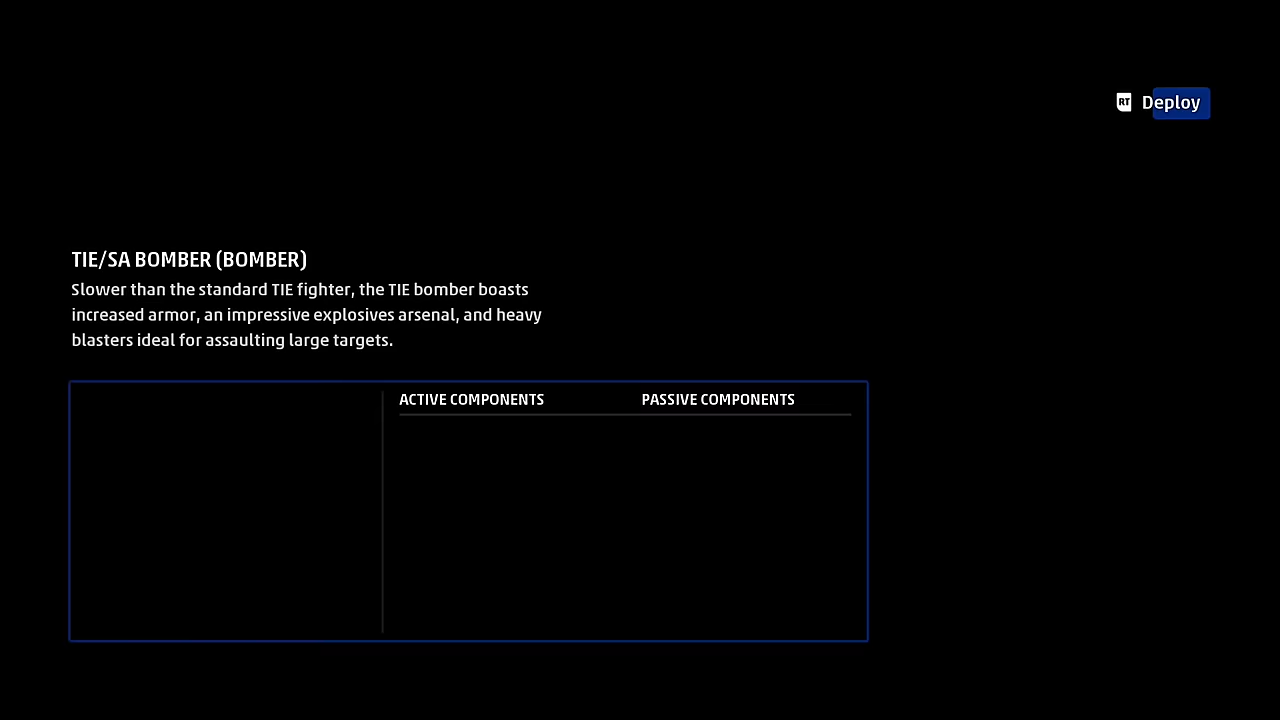 RT Deploy
TIE/SA BOMBER (BOMBER)
Slower than the standard TIE fighter, the TIE bomber boasts
increased armor, an impressive explosives arsenal, and heavy
blasters ideal for assaulting large targets.
ACTIVE COMPONENTS PASSIVE COMPONENTS